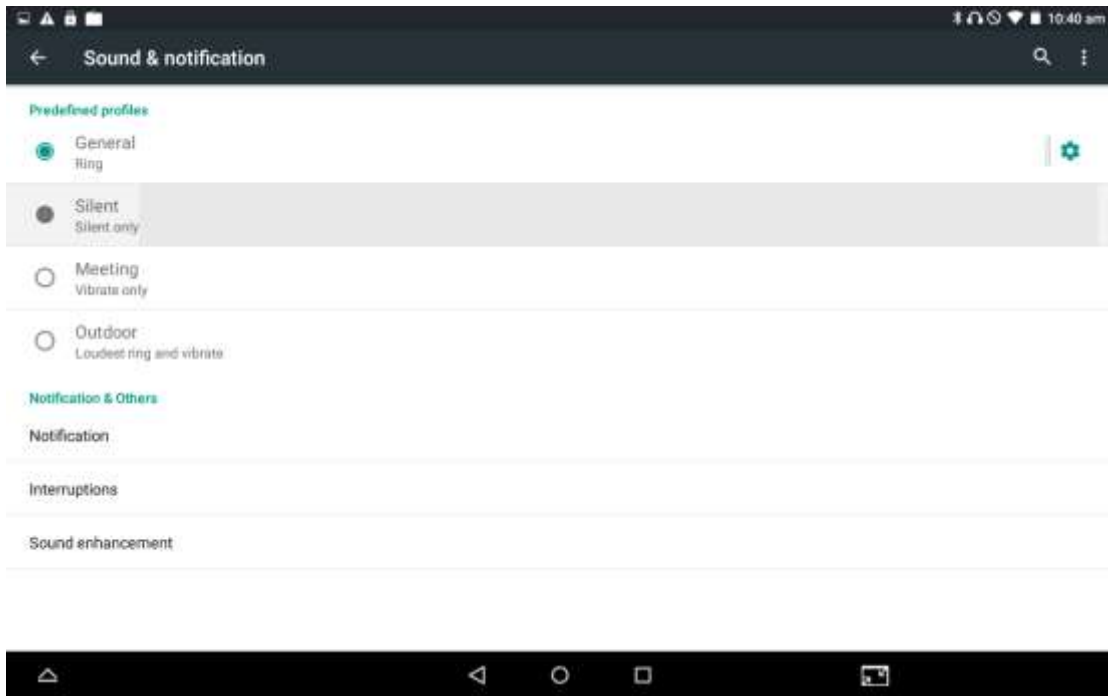 10:40 am
Sound & notification
Predefined profiles
General
Ring
Silent
Silent only
Meeting
Vibrate only
Outdoor
Loudest ring and vibrate
Notification & Others
Notification
Interruptions
Sound enhancement